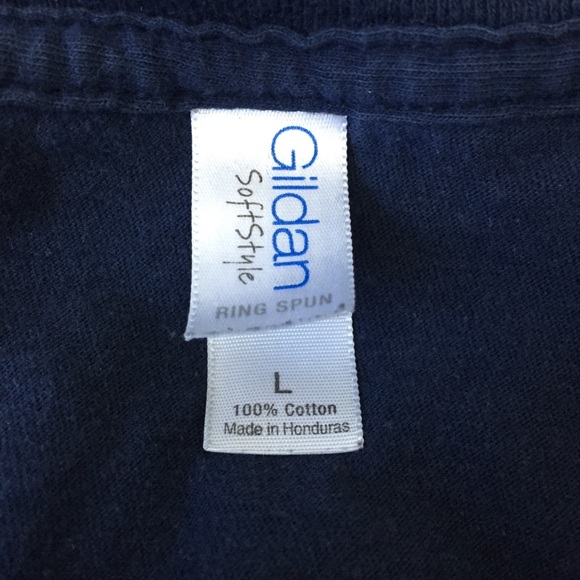 Gildan
SoftStyle
RING SPUN
L
100% Cotton
Made in Honduras